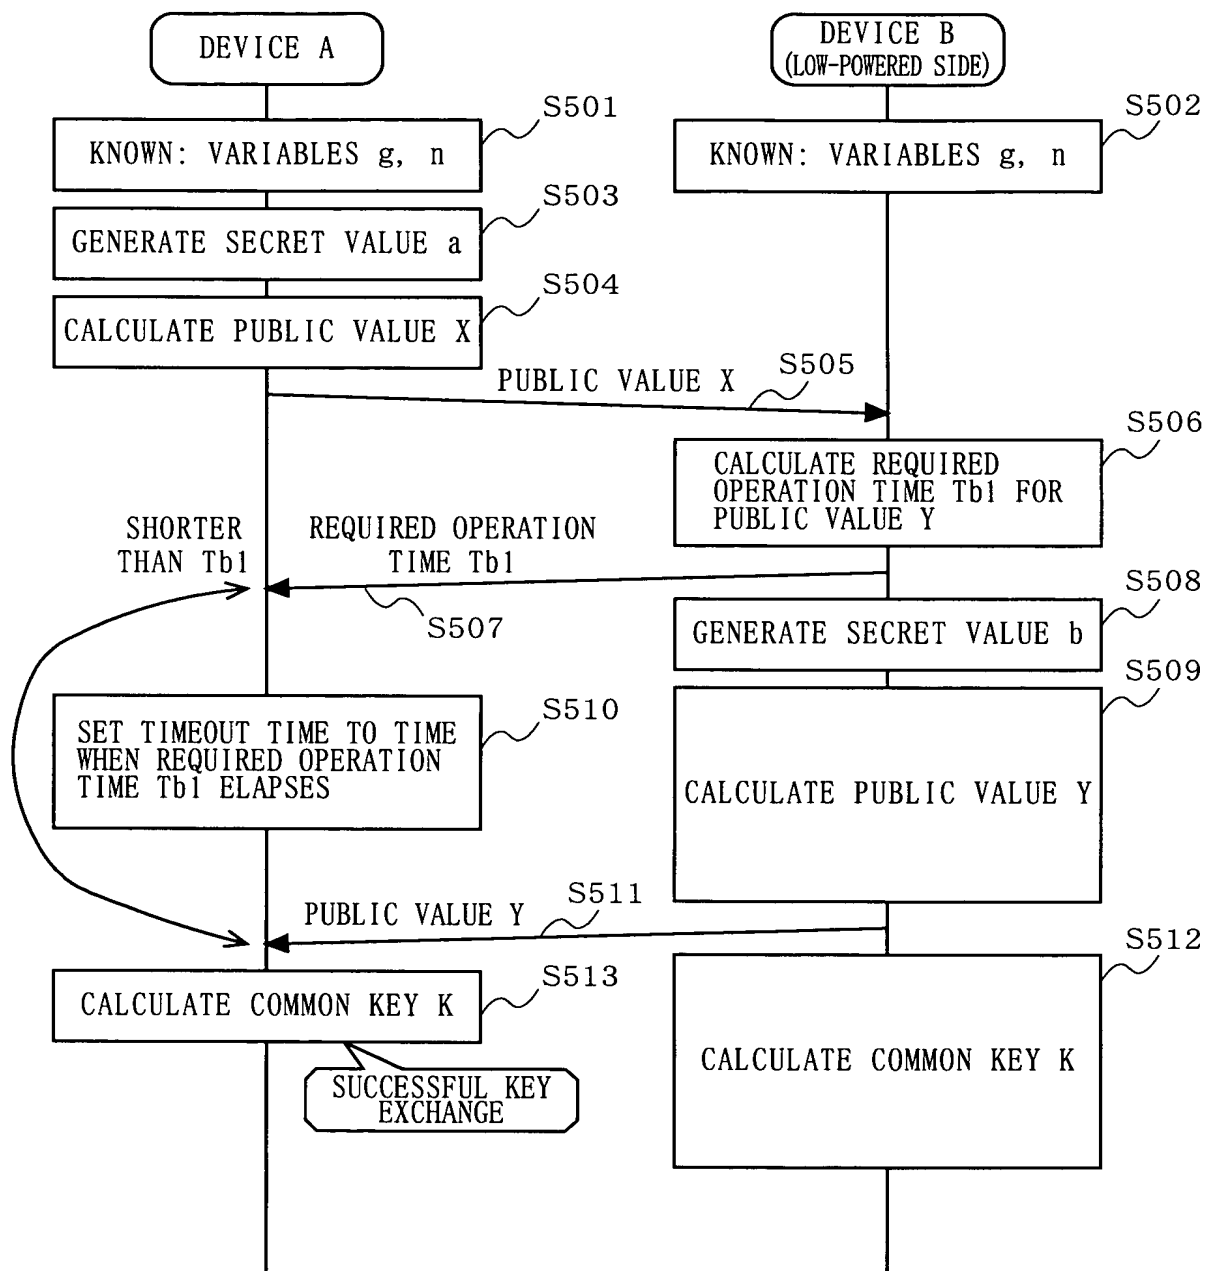 DEVICE A
DEVICE B
(LOW-POWERED SIDE)
S501
S502
KNOWN: VARIABLES g, n
KNOWN: VARIABLES g, n
S503
GENERATE SECRET VALUE a
S504
CALCULATE PUBLIC VALUE X
PUBLIC VALUE X
S505
S506
CALCULATE REQUIRED
OPERATION TIME Tb1 FOR
PUBLIC VALUE Y
SHORTER
THAN Tb1
REQUIRED OPERATION
TIME Tb1
S507
S508
GENERATE SECRET VALUE b
S509
CALCULATE PUBLIC VALUE Y
S510
SET TIMEOUT TIME TO TIME
WHEN REQUIRED OPERATION
TIME Tb1 ELAPSES
PUBLIC VALUE Y
S511
S512
CALCULATE COMMON KEY K
S513
CALCULATE COMMON KEY K
SUCCESSFUL KEY
EXCHANGE